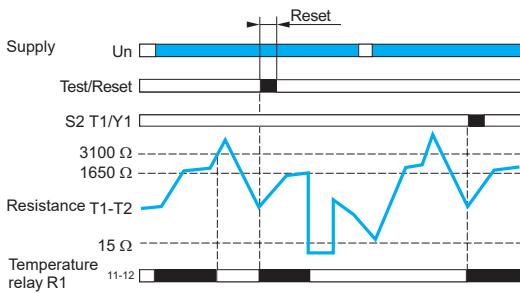 Reset
Supply Un
Test/Reset
S2 T1/Y1
3100 Ω
1650 Ω
Resistance T1-T2
15 Ω
Temperature
relay R1 11-12